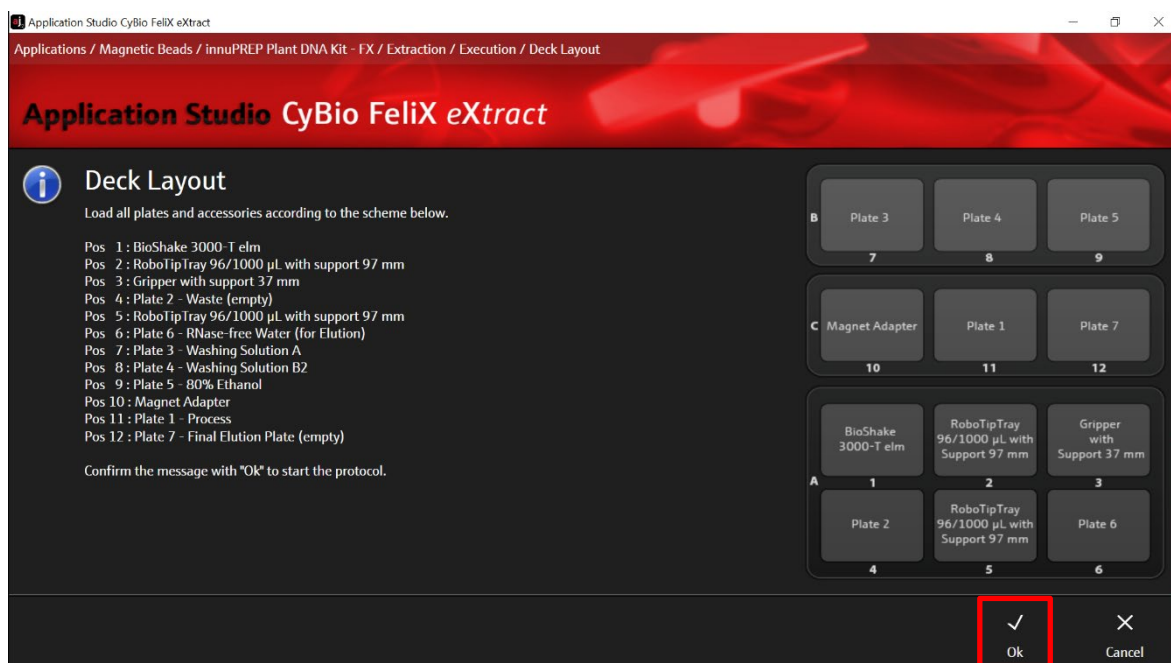 Application Studio CyBio FeliX eXtract
Applications / Magnetic Beads / innuPREP Plant DNA Kit - FX / Extraction / Execution / Deck Layout
Application Studio CyBio FeliX eXtract
Deck Layout
Load all plates and accessories according to the scheme below.
Pos 1 : BioShake 3000-T elm
Pos 2 : RoboTipTray 96/1000 µL with support 97 mm
Pos 3 : Gripper with support 37 mm
Pos 4 : Plate 2 - Waste (empty)
Pos 5 : RoboTipTray 96/1000 µL with support 97 mm
Pos 6 : Plate 6 - RNase-free Water (for Elution)
Pos 7 : Plate 3 - Washing Solution A
Pos 8 : Plate 4 - Washing Solution B2
Pos 9 : Plate 5 - 80% Ethanol
Pos 10 : Magnet Adapter
Pos 11 : Plate 1 - Process
Pos 12 : Plate 7 - Final Elution Plate (empty)
Confirm the message with "Ok" to start the protocol.
B Plate 3 Plate 4 Plate 5
7 8 9
C Magnet Adapter Plate 1 Plate 7
10 11 12
BioShake 3000-T elm
RoboTipTray 96/1000 µL with Support 97 mm
Gripper with Support 37 mm
A 1 2 3
Plate 2
RoboTipTray 96/1000 µL with Support 97 mm
Plate 6
4 5 6
Ok Cancel